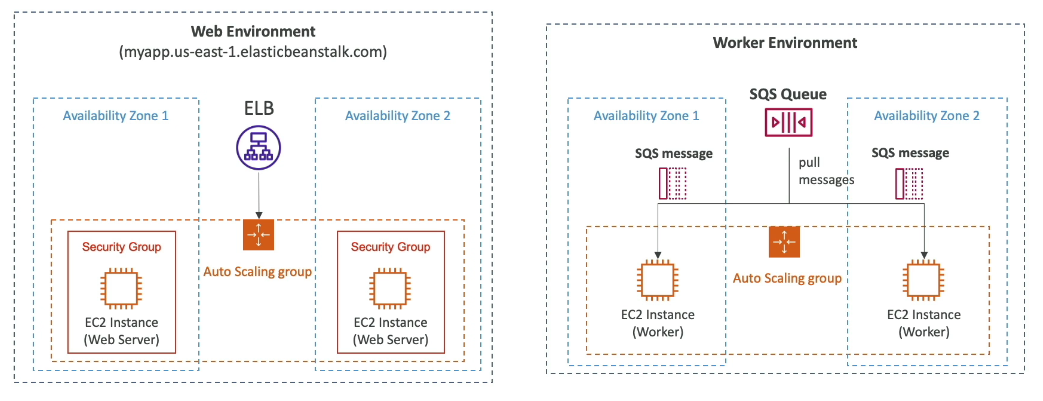 Web Environment
(myapp.us-east-1.elasticbeanstalk.com)
Availability Zone 1
ELB
Availability Zone 2
Security Group
Security Group
Auto Scaling group
EC2 Instance
(Web Server)
EC2 Instance
(Web Server)
Worker Environment
SQS Queue
Availability Zone 1
Availability Zone 2
SQS message
SQS message
pull
messages
Auto Scaling group
EC2 Instance
(Worker)
EC2 Instance
(Worker)